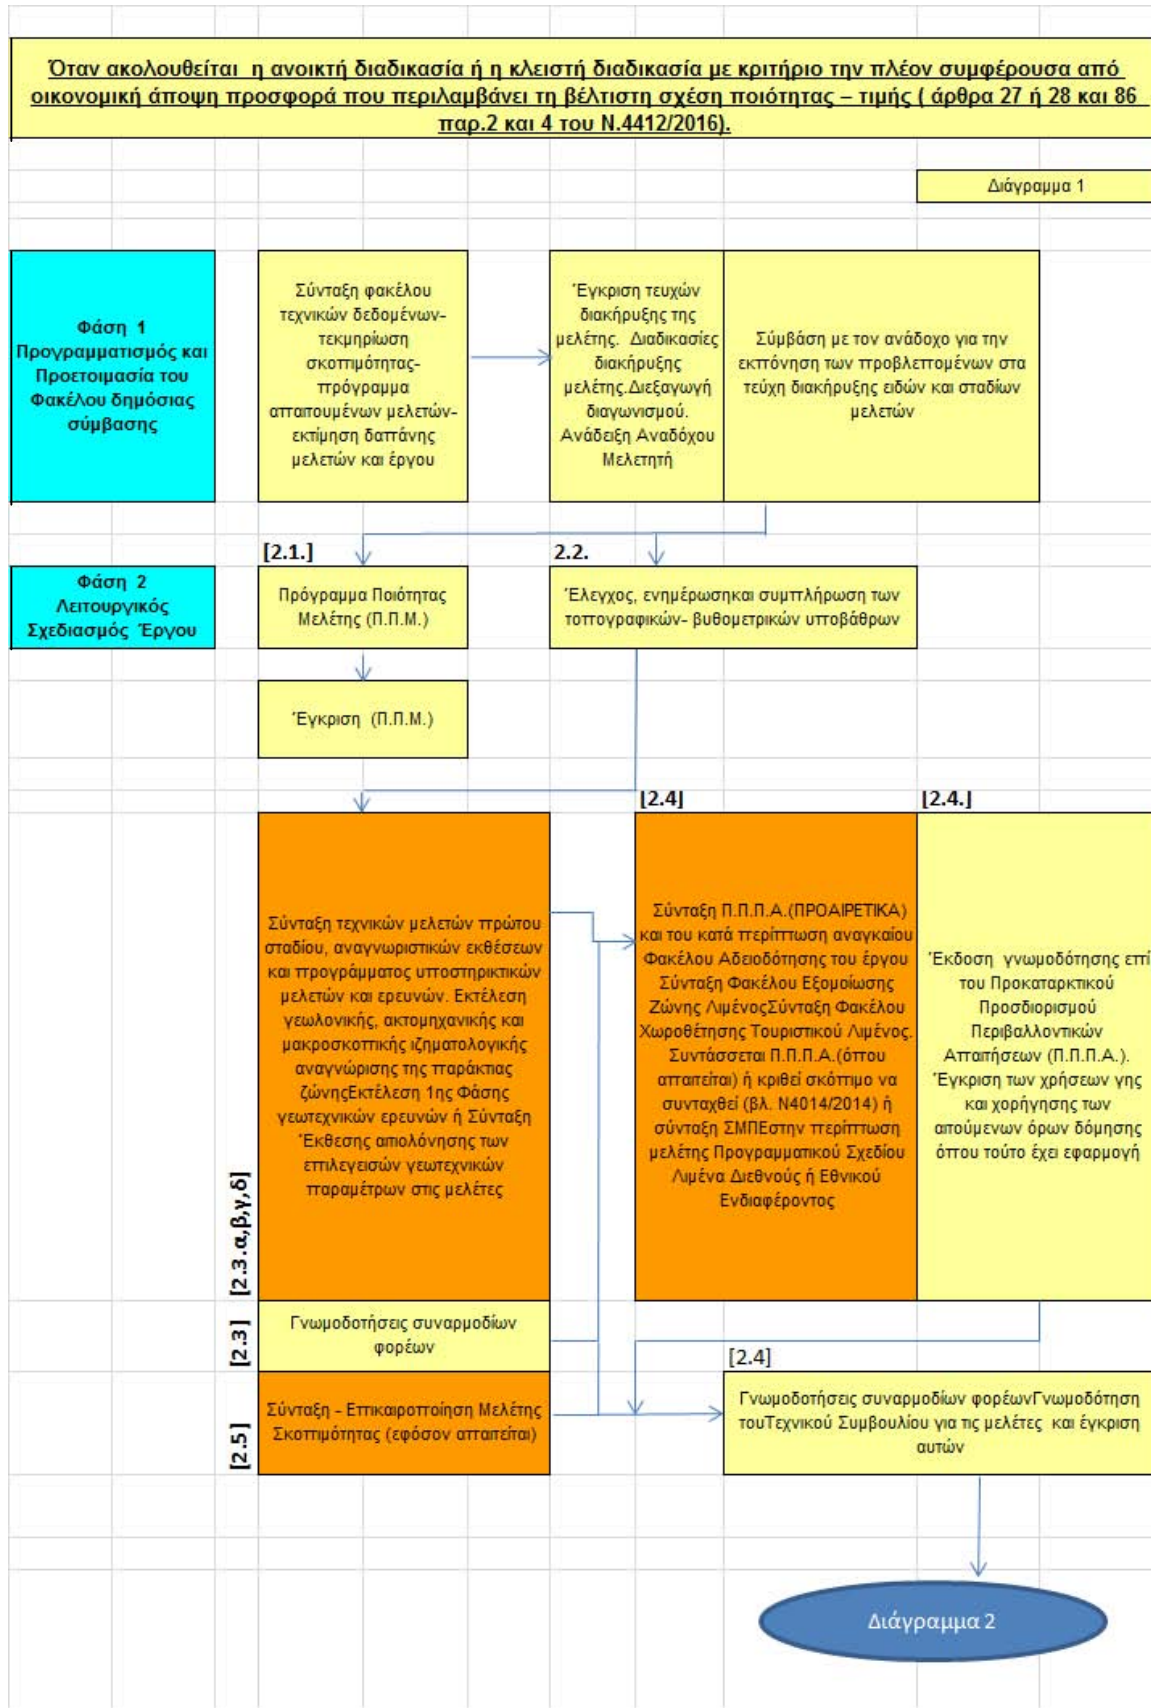 Όταν ακολουθείται η ανοικτή διαδικασία ή η κλειστή διαδικασία με κριτήριο την πλέον συμφέρουσα από
οικονομική άποψη προσφορά που περιλαμβάνει τη βέλτιστη σχέση ποιότητας – τιμής ( άρθρα 27 ή 28 και 86
παρ.2 και 4 του Ν.4412/2016).
Διάγραμμα 1
Φάση 1
Προγραμματισμός και
Προετοιμασία του
Φακέλου δημόσιας
σύμβασης
Σύνταξη φακέλου
τεχνικών δεδομένων-
τεκμηρίωση
σκοπιμότητας-
πρόγραμμα
απαιτουμένων μελετών-
εκτίμηση δαπάνης
μελετών και έργου
Έγκριση τευχών
διακήρυξης της
μελέτης. Διαδικασίες
διακήρυξης
μελέτης.Διεξαγωγή
διαγωνισμού.
Ανάδειξη Αναδόχου
Μελετητή
Σύμβάση με τον ανάδοχο για την
εκπόνηση των προβλεπομένων στα
τεύχη διακήρυξης ειδών και σταδίων
μελετών
[2.1.]
2.2.
Φάση 2
Λειτουργικός
Σχεδιασμός Έργου
Πρόγραμμα Ποιότητας
Μελέτης (Π.Π.Μ.)
Έλεγχος, ενημέρωσηκαι συμπλήρωση των
τοπογραφικών- βυθομετρικών υποβάθρων
Έγκριση (Π.Π.Μ.)
[2.4]
[2.4.]
[2.3.α,β,γ,δ]
Σύνταξη τεχνικών μελετών πρώτου
σταδίου, αναγνωριστικών εκθέσεων
και προγράμματος υποστηρικτικών
μελετών και ερευνών. Εκτέλεση
γεωλονικής, ακτομηχανικής και
μακροσκοπικής ιζηματολογικής
αναγνώρισης της παράκτιας
ζώνηςΕκτέλεση 1ης Φάσης
γεωτεχνικών ερευνών ή Σύνταξη
Έκθεσης αιτιολόνησης των
επιλεγεισών γεωτεχνικών
παραμέτρων στις μελέτες
Σύνταξη Π.Π.Π.Α.(ΠΡΟΑΙΡΕΤΙΚΑ)
και του κατά περίπτωση αναγκαίου
Φακέλου Αδειοδότησης του έργου
Σύνταξη Φακέλου Εξομοίωσης
Ζώνης ΛιμένοςΣύνταξη Φακέλου
Χωροθέτησης Τουριστικού Λιμένος.
Συντάσσεται Π.Π.Π.Α.(όπου
απαιτείται) ή κριθεί σκόπιμο να
συνταχθεί (βλ. Ν4014/2014) ή
σύνταξη ΣΜΠΕστην περίπτωση
μελέτης Προγραμματικού Σχεδίου
Λιμένα Διεθνούς ή Εθνικού
Ενδιαφέροντος
Έκδοση γνωμοδότησης επί
του Προκαταρκτικού
Προσδιορισμού
Περιβαλλοντικών
Απαιτήσεων (Π.Π.Π.Α.).
Έγκριση των χρήσεων γης
και χορήγησης των
αιτούμενων όρων δόμησης
όπου τούτο έχει εφαρμογή
[2.3]
Γνωμοδοτήσεις συναρμοδίων
φορέων
[2.4]
[2.5]
Σύνταξη - Επικαιροποίηση Μελέτης
Σκοπιμότητας (εφόσον απαιτείται)
Γνωμοδοτήσεις συναρμοδίων φορέωνΓνωμοδότηση
τουΤεχνικού Συμβουλίου για τις μελέτες και έγκριση
αυτών
Διάγραμμα 2